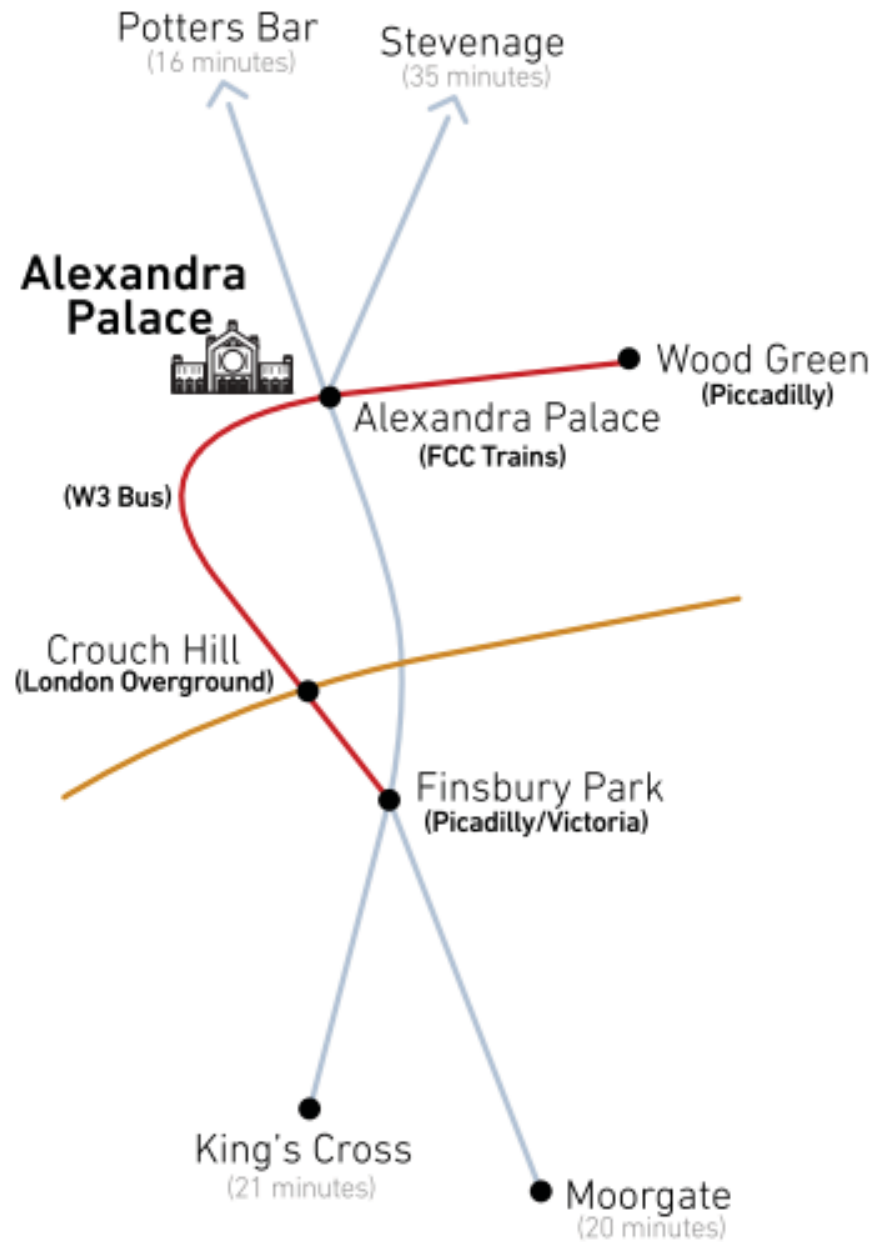 Potters Bar
(16 minutes)
Stevenage
(35 minutes)
Alexandra
Palace
Wood Green
(Piccadilly)
Alexandra Palace
(FCC Trains)
(W3 Bus)
Crouch Hill
(London Overground)
Finsbury Park
(Picadilly/Victoria)
King's Cross
(21 minutes)
Moorgate
(20 minutes)